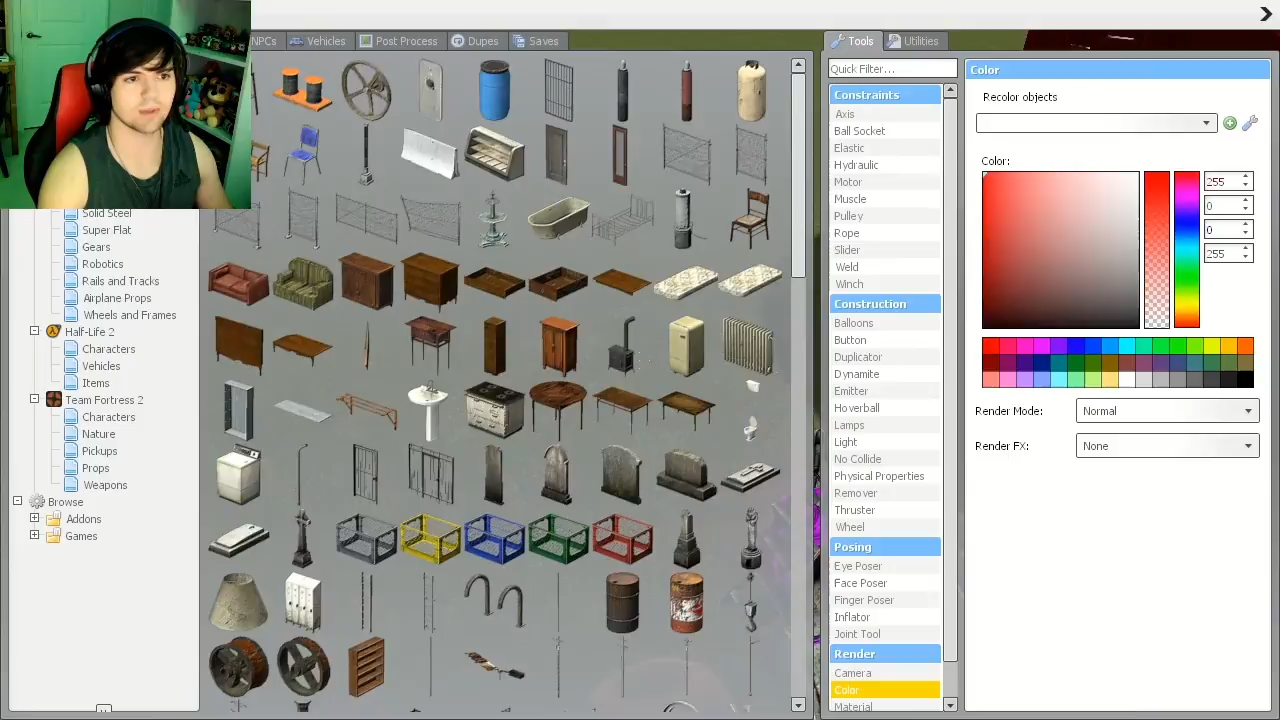 NPCs
Vehicles
Post Process
Dupes
Saves
Tools
Utilities
Solid Steel
Super Flat
Gears
Robotics
Rails and Tracks
Airplane Props
Wheels and Frames
Half-Life 2
Characters
Vehicles
Items
Team Fortress 2
Characters
Nature
Pickups
Props
Weapons
Browse
Addons
Games
Quick Filter...
Constraints
Axis
Ball Socket
Elastic
Hydraulic
Motor
Muscle
Pulley
Rope
Slider
Weld
Winch
Construction
Balloons
Button
Duplicator
Dynamite
Emitter
Hoverball
Lamps
Light
No Collide
Physical Properties
Remover
Thruster
Wheel
Posing
Eye Poser
Face Poser
Finger Poser
Inflator
Joint Tool
Render
Camera
Color
Material
Color
Recolor objects
Color:
255
0
0
255
Render Mode:
Normal
Render FX:
None